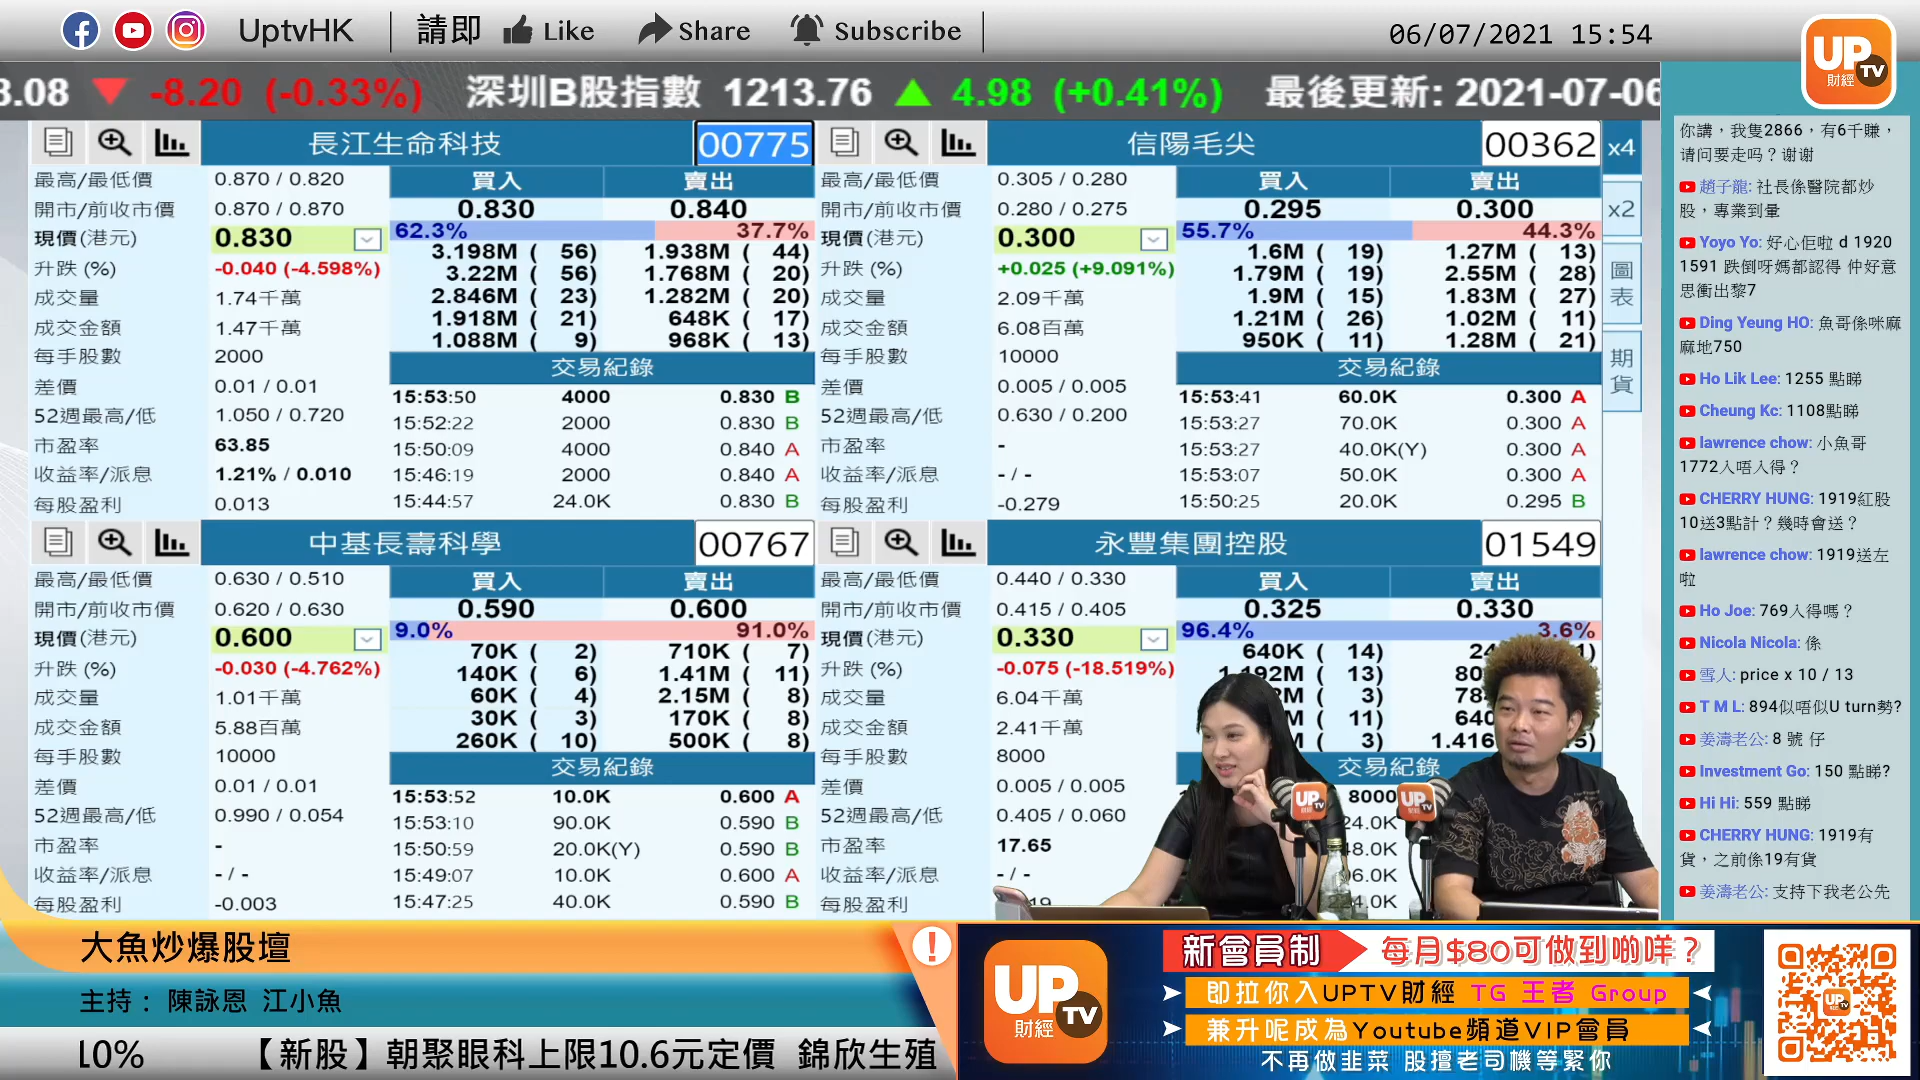 UptvHK 請即 Like Share Subscribe 06/07/2021 15:54
UP TV 財經
3.08 ▼ -8.20 (-0.33%) 深圳B股指數 1213.76 ▲ 4.98 (+0.41%) 最後更新: 2021-07-06
長江生命科技 00775
最高/最低價 0.870 / 0.820
開市/前收市價 0.870 / 0.870
現價(港元) 0.830
升跌 (%) -0.040 (-4.598%)
成交量 1.74千萬
成交金額 1.47千萬
每手股數 2000
差價 0.01 / 0.01
52週最高/低 1.050 / 0.720
市盈率 63.85
收益率/派息 1.21% / 0.010
每股盈利 0.013
買入 賣出
0.830 0.840
62.3% 37.7%
3.198M ( 56) 1.938M ( 44)
3.22M ( 56) 1.768M ( 20)
2.846M ( 23) 1.282M ( 20)
1.918M ( 21) 648K ( 17)
1.088M ( 9) 968K ( 13)
交易紀錄
15:53:50 4000 0.830 B
15:52:22 2000 0.830 B
15:50:09 4000 0.840 A
15:46:19 2000 0.840 A
15:44:57 24.0K 0.830 B
信陽毛尖 00362
最高/最低價 0.305 / 0.280
開市/前收市價 0.280 / 0.275
現價(港元) 0.300
升跌 (%) +0.025 (+9.091%)
成交量 2.09千萬
成交金額 6.08百萬
每手股數 10000
差價 0.005 / 0.005
52週最高/低 0.630 / 0.200
市盈率 -
收益率/派息 - / -
每股盈利 -0.279
買入 賣出
0.295 0.300
55.7% 44.3%
1.6M ( 19) 1.27M ( 13)
1.79M ( 19) 2.55M ( 28)
1.9M ( 15) 1.83M ( 27)
1.21M ( 26) 1.02M ( 11)
950K ( 11) 1.28M ( 21)
交易紀錄
15:53:41 60.0K 0.300 A
15:53:27 70.0K 0.300 A
15:53:27 40.0K(Y) 0.300 A
15:53:07 50.0K 0.300 A
15:50:25 20.0K 0.295 B
x4
x2
圖表
期貨
中基長壽科學 00767
最高/最低價 0.630 / 0.510
開市/前收市價 0.620 / 0.630
現價(港元) 0.600
升跌 (%) -0.030 (-4.762%)
成交量 1.01千萬
成交金額 5.88百萬
每手股數 10000
差價 0.01 / 0.01
52週最高/低 0.990 / 0.054
市盈率 -
收益率/派息 - / -
每股盈利 -0.003
買入 賣出
0.590 0.600
9.0% 91.0%
70K ( 2) 710K ( 7)
140K ( 6) 1.41M ( 11)
60K ( 4) 2.15M ( 8)
30K ( 3) 170K ( 8)
260K ( 10) 500K ( 8)
交易紀錄
15:53:52 10.0K 0.600 A
15:53:10 90.0K 0.590 B
15:50:59 20.0K(Y) 0.590 B
15:49:07 10.0K 0.600 A
15:47:25 40.0K 0.590 B
永豐集團控股 01549
最高/最低價 0.440 / 0.330
開市/前收市價 0.415 / 0.405
現價(港元) 0.330
升跌 (%) -0.075 (-18.519%)
成交量 6.04千萬
成交金額 2.41千萬
每手股數 8000
差價 0.005 / 0.005
52週最高/低 0.405 / 0.060
市盈率 17.65
收益率/派息 - / -
每股盈利
買入 賣出
0.325 0.330
96.4% 3.6%
640K ( 14)
( 13)
( 3)
( 11)
( 3) 1.416
交易紀錄
8000
你講，我隻2866，有6千賺，
请问要走吗？谢谢
趙子龍: 社長係醫院都炒
股，專業到暈
Yoyo Yo: 好心佢啦 d 1920
1591 跌倒呀媽都認得 仲好意
思衝出黎7
Ding Yeung HO: 魚哥係咪麻
麻地750
Ho Lik Lee: 1255 點睇
Cheung Kc: 1108點睇
lawrence chow: 小魚哥
1772入唔入得？
CHERRY HUNG: 1919紅股
10送3點計？幾時會送？
lawrence chow: 1919送左
啦
Ho Joe: 769入得嗎？
Nicola Nicola: 係
雪人: price x 10 / 13
T M L: 894似唔似U turn勢?
姜濤老公: 8 號 仔
Investment Go: 150 點睇?
Hi Hi: 559 點睇
CHERRY HUNG: 1919有
貨，之前係19有貨
姜濤老公: 支持下我老公先
大魚炒爆股壇
主持： 陳詠恩 江小魚
10% 【新股】朝聚眼科上限10.6元定價 錦欣生殖
UP TV 財經
新會員制 每月$80可做到啲咩？
即拉你入UPTV財經 TG 王者 Group
兼升呢成為Youtube頻道VIP會員
不再做韭菜 股擅老司機等緊你